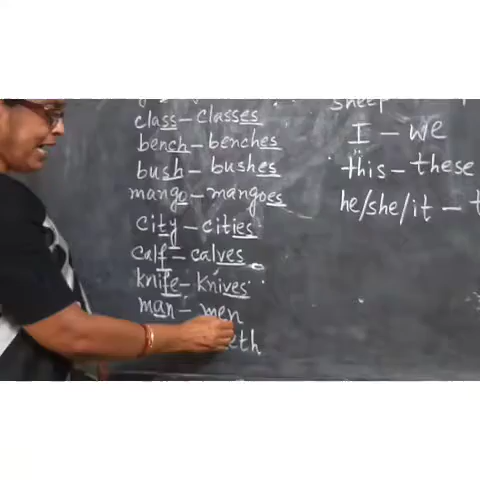 class – classes
bench – benches
bush – bushes
mango – mangoes
city – cities
calf – calves
knife – knives
man – men
sheep
I – we
this – these
he/she/it –